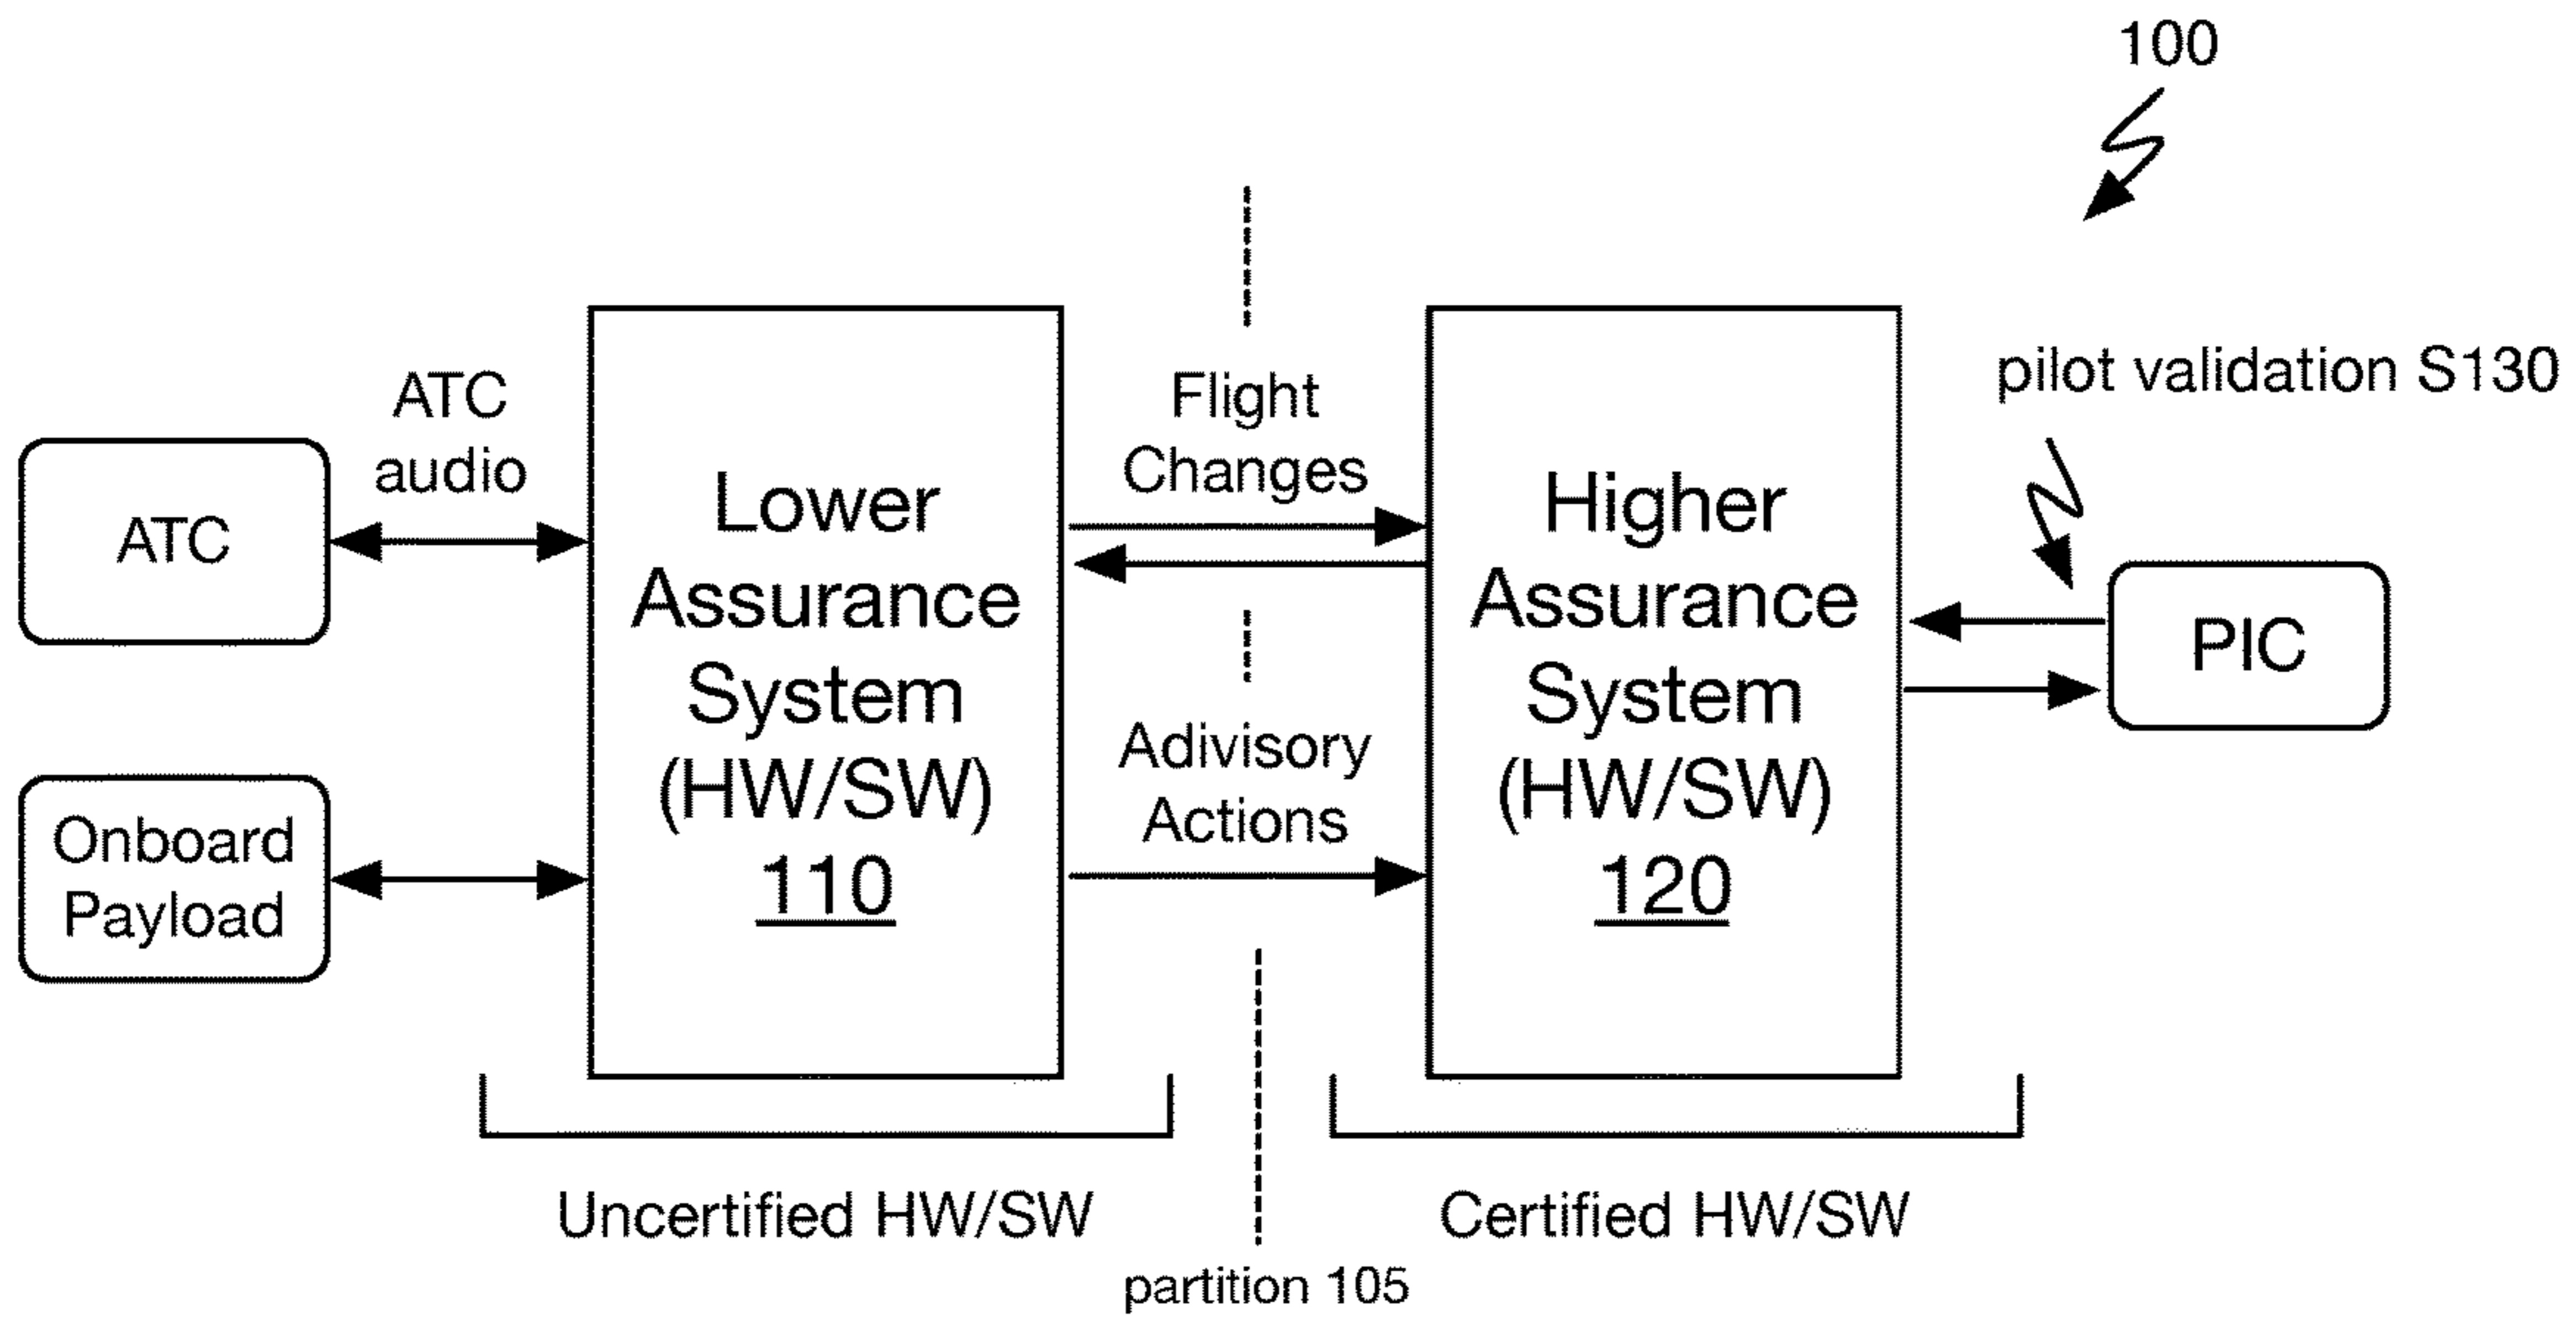 100
pilot validation S130
ATC
audio
ATC
Onboard
Payload
Lower
Assurance
System
(HW/SW)
110
Flight
Changes
Adivisory
Actions
Higher
Assurance
System
(HW/SW)
120
PIC
Uncertified HW/SW
Certified HW/SW
partition 105